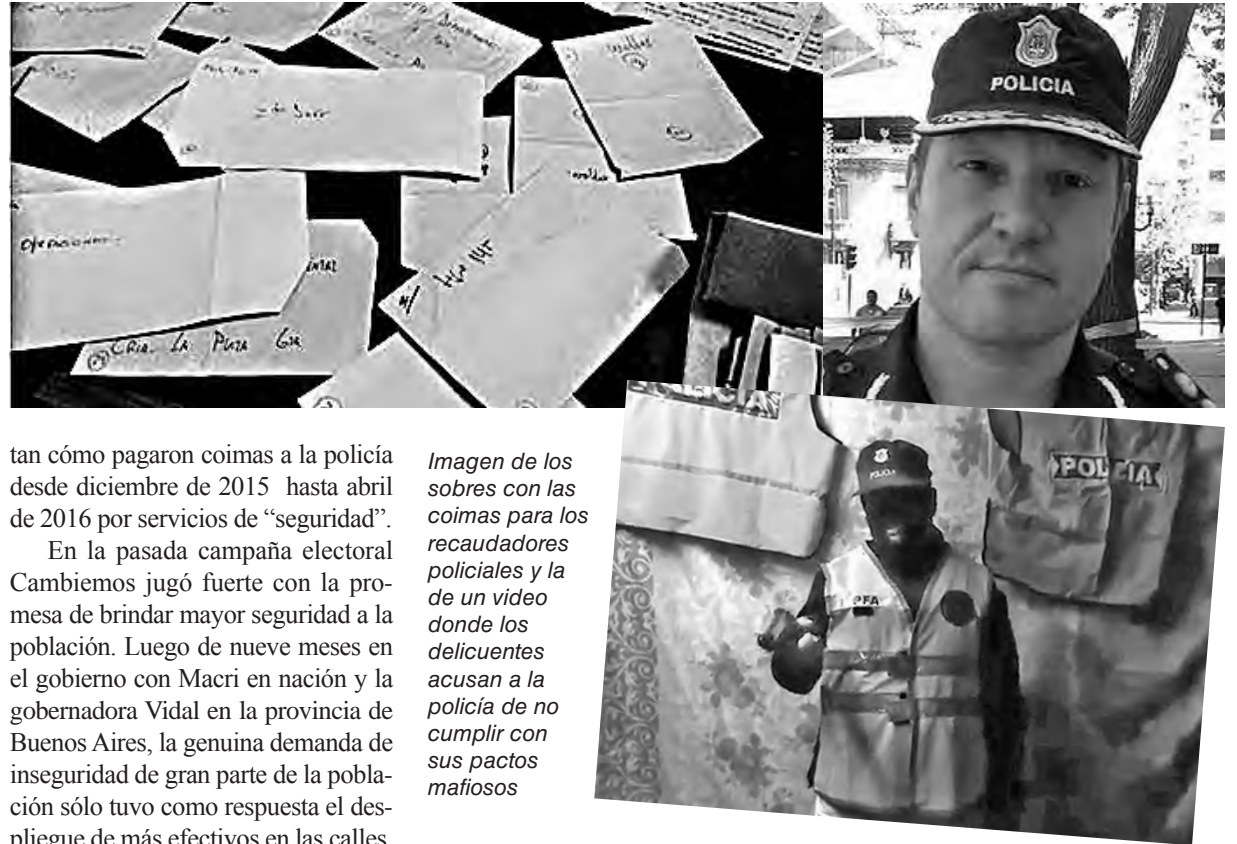 POLICIA
Operaciones.
CRIA. LA PLATA 6TA
POLICIA
POLICIA
POLICIA
PFA
tan cómo pagaron coimas a la policía
desde diciembre de 2015 hasta abril
de 2016 por servicios de “seguridad”.
En la pasada campaña electoral
Cambiemos jugó fuerte con la pro-
mesa de brindar mayor seguridad a la
población. Luego de nueve meses en
el gobierno con Macri en nación y la
gobernadora Vidal en la provincia de
Buenos Aires, la genuina demanda de
inseguridad de gran parte de la pobla-
ción sólo tuvo como respuesta el des-
pliegue de más efectivos en las calles
Imagen de los
sobres con las
coimas para los
recaudadores
policiales y la
de un video
donde los
delicuentes
acusan a la
policía de no
cumplir con
sus pactos
mafiosos